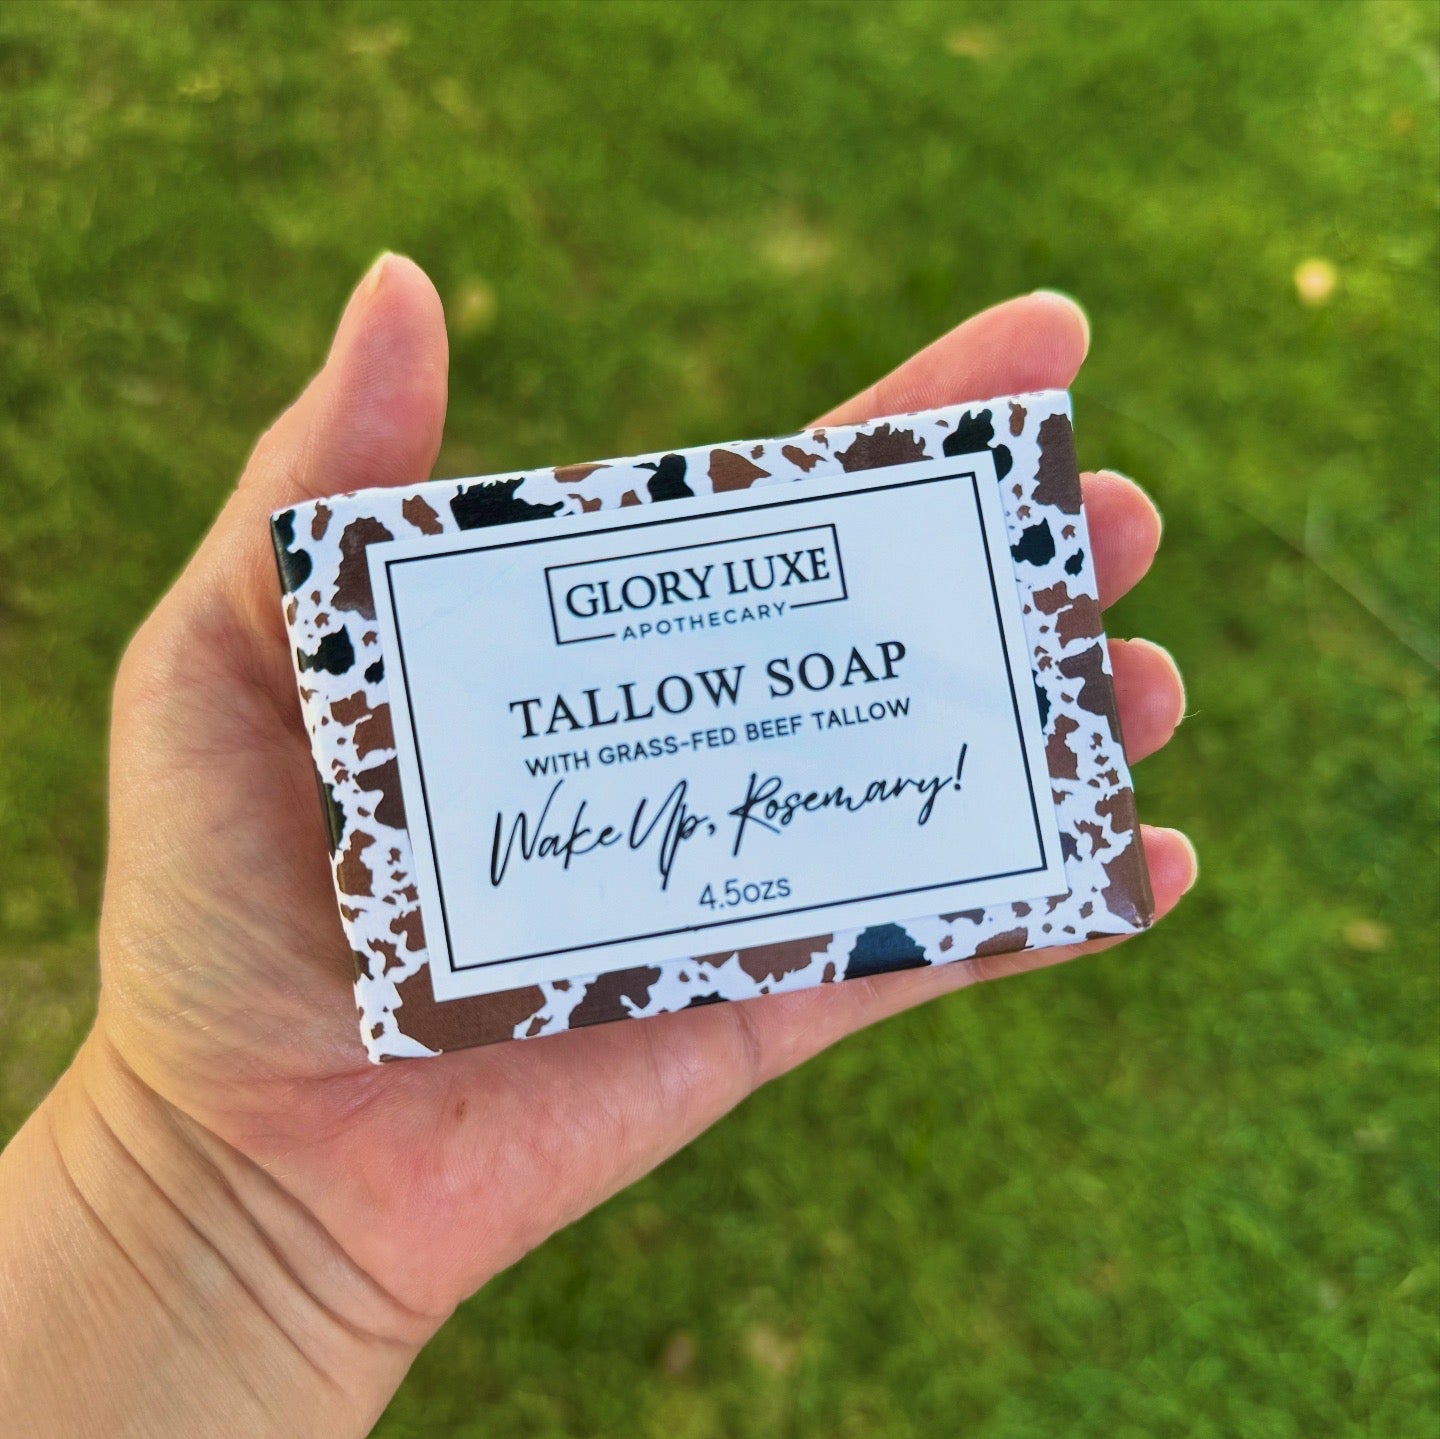 GLORY LUXE
APOTHECARY
TALLOW SOAP
WITH GRASS-FED BEEF TALLOW
Wake Up, Rosemary!
4.5OZS